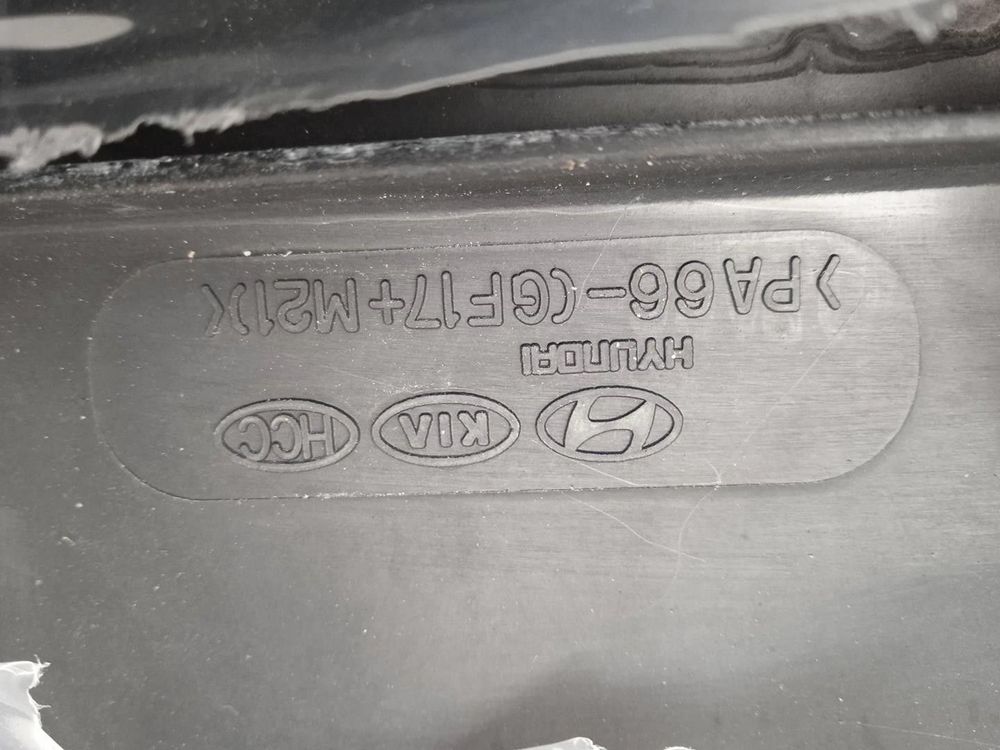 KIA HCC
HYUNDAI
>PA66-(GF17+M21)<